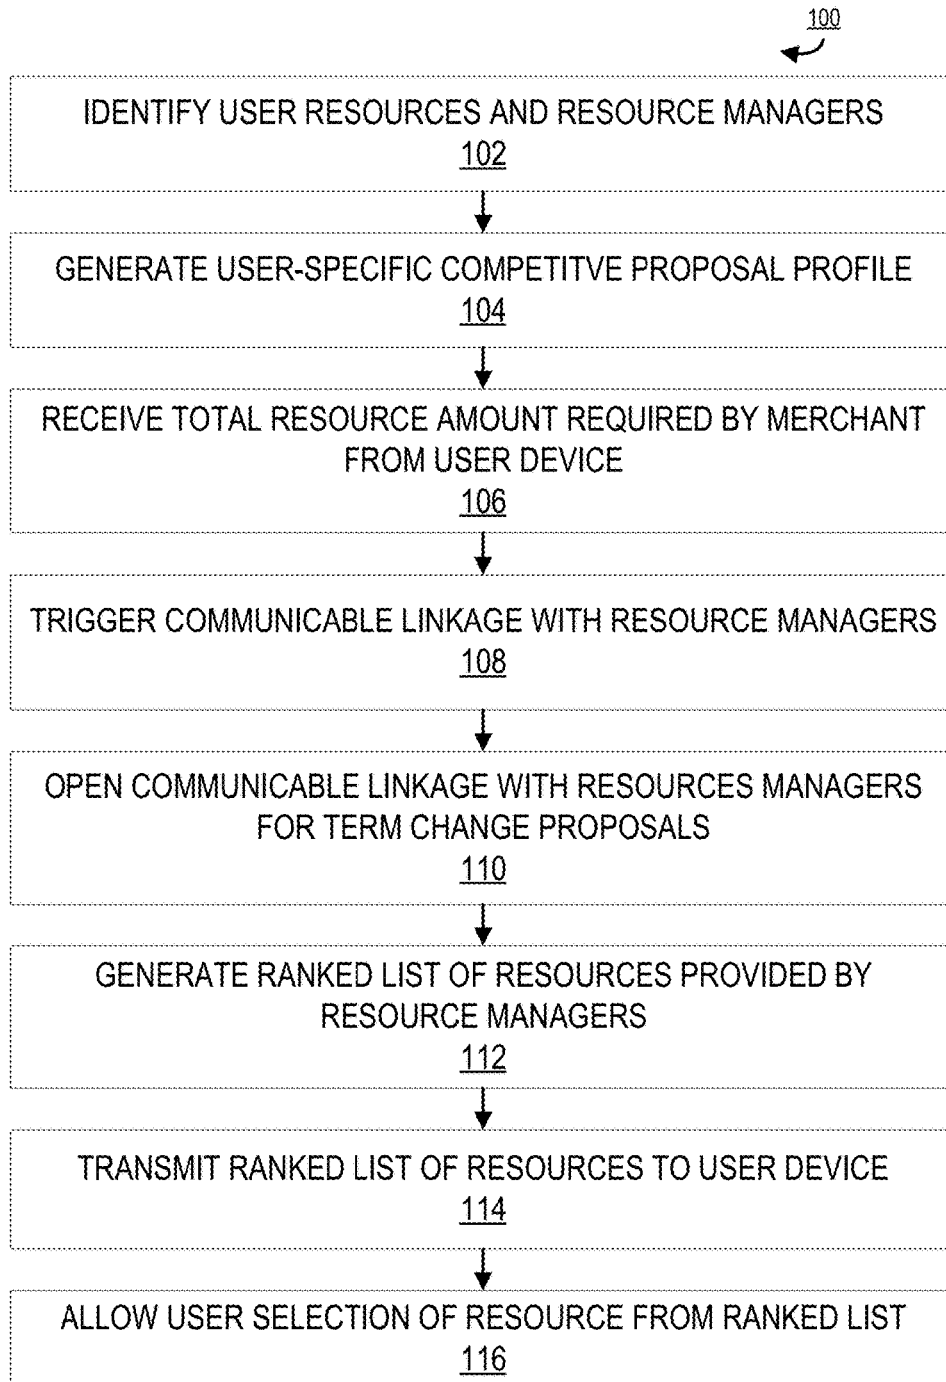 100
IDENTIFY USER RESOURCES AND RESOURCE MANAGERS
102
GENERATE USER-SPECIFIC COMPETITVE PROPOSAL PROFILE
104
RECEIVE TOTAL RESOURCE AMOUNT REQUIRED BY MERCHANT
FROM USER DEVICE
106
TRIGGER COMMUNICABLE LINKAGE WITH RESOURCE MANAGERS
108
OPEN COMMUNICABLE LINKAGE WITH RESOURCES MANAGERS
FOR TERM CHANGE PROPOSALS
110
GENERATE RANKED LIST OF RESOURCES PROVIDED BY
RESOURCE MANAGERS
112
TRANSMIT RANKED LIST OF RESOURCES TO USER DEVICE
114
ALLOW USER SELECTION OF RESOURCE FROM RANKED LIST
116